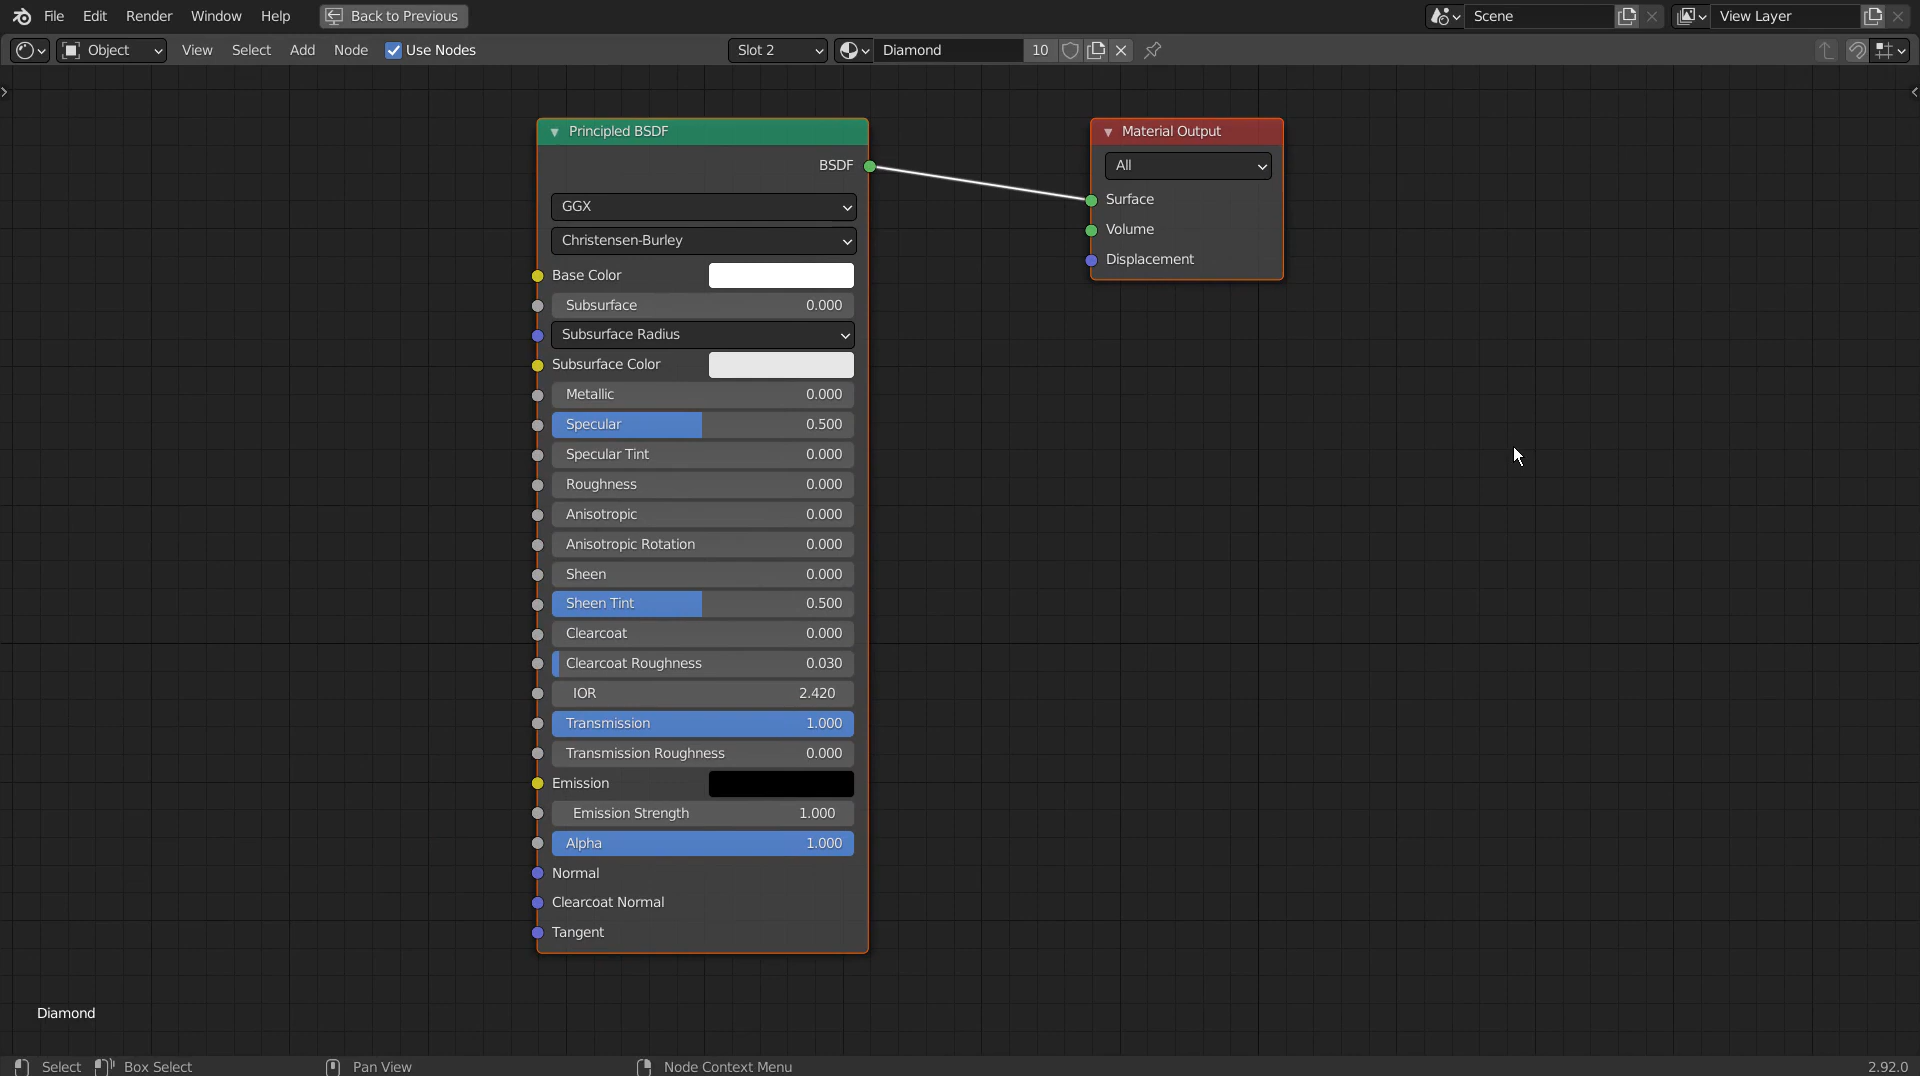 File Edit Render Window Help Back to Previous Scene View Layer
Object View Select Add Node Use Nodes Slot 2 Diamond 10
Principled BSDF
BSDF
GGX
Christensen-Burley
Base Color
Subsurface 0.000
Subsurface Radius
Subsurface Color
Metallic 0.000
Specular 0.500
Specular Tint 0.000
Roughness 0.000
Anisotropic 0.000
Anisotropic Rotation 0.000
Sheen 0.000
Sheen Tint 0.500
Clearcoat 0.000
Clearcoat Roughness 0.030
IOR 2.420
Transmission 1.000
Transmission Roughness 0.000
Emission
Emission Strength 1.000
Alpha 1.000
Normal
Clearcoat Normal
Tangent
Material Output
All
Surface
Volume
Displacement
Diamond
Select Box Select Pan View Node Context Menu 2.92.0